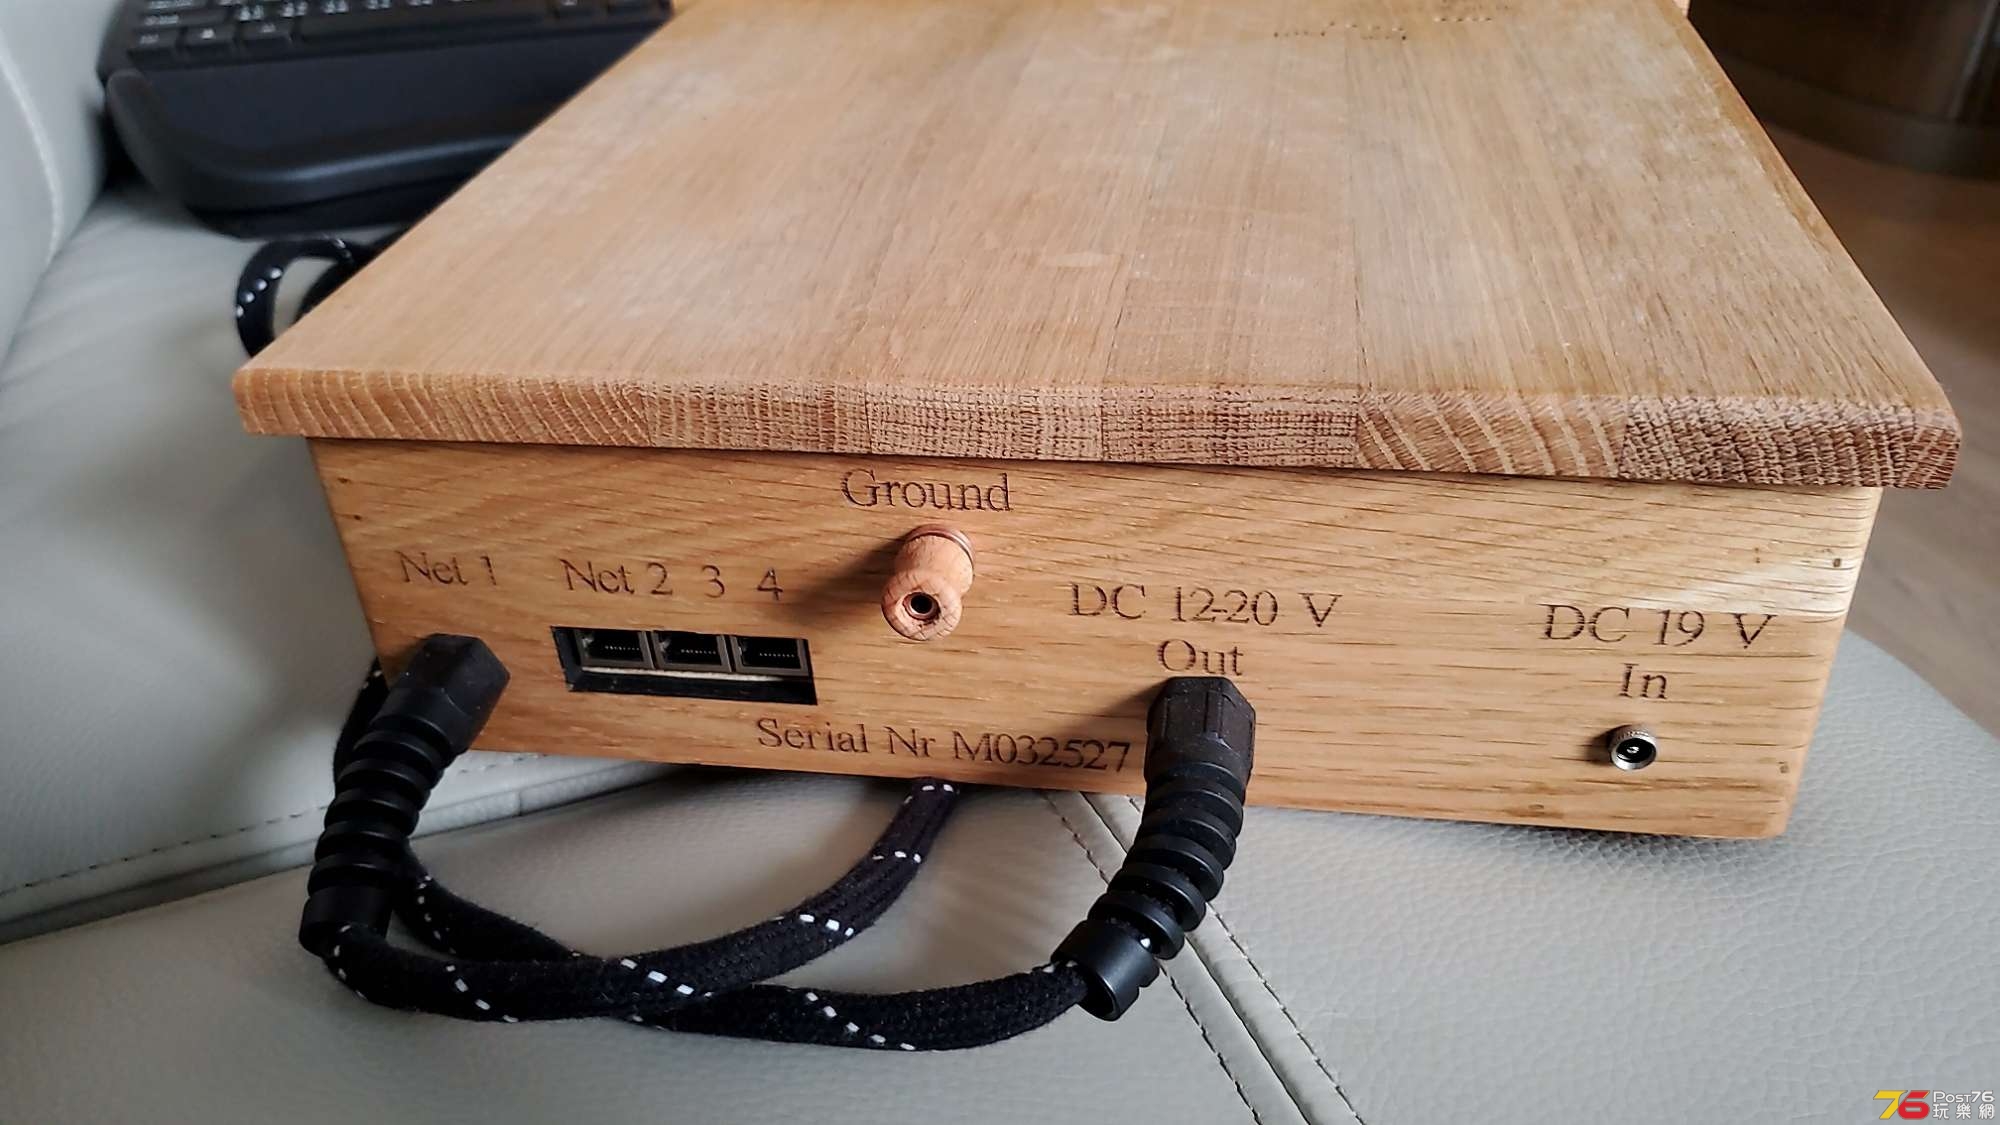 Ground
Net 1
Net 2 3 4
DC 12-20 V
Out
DC 19 V
In
Serial Nr M032527
76 Post76
玩樂網